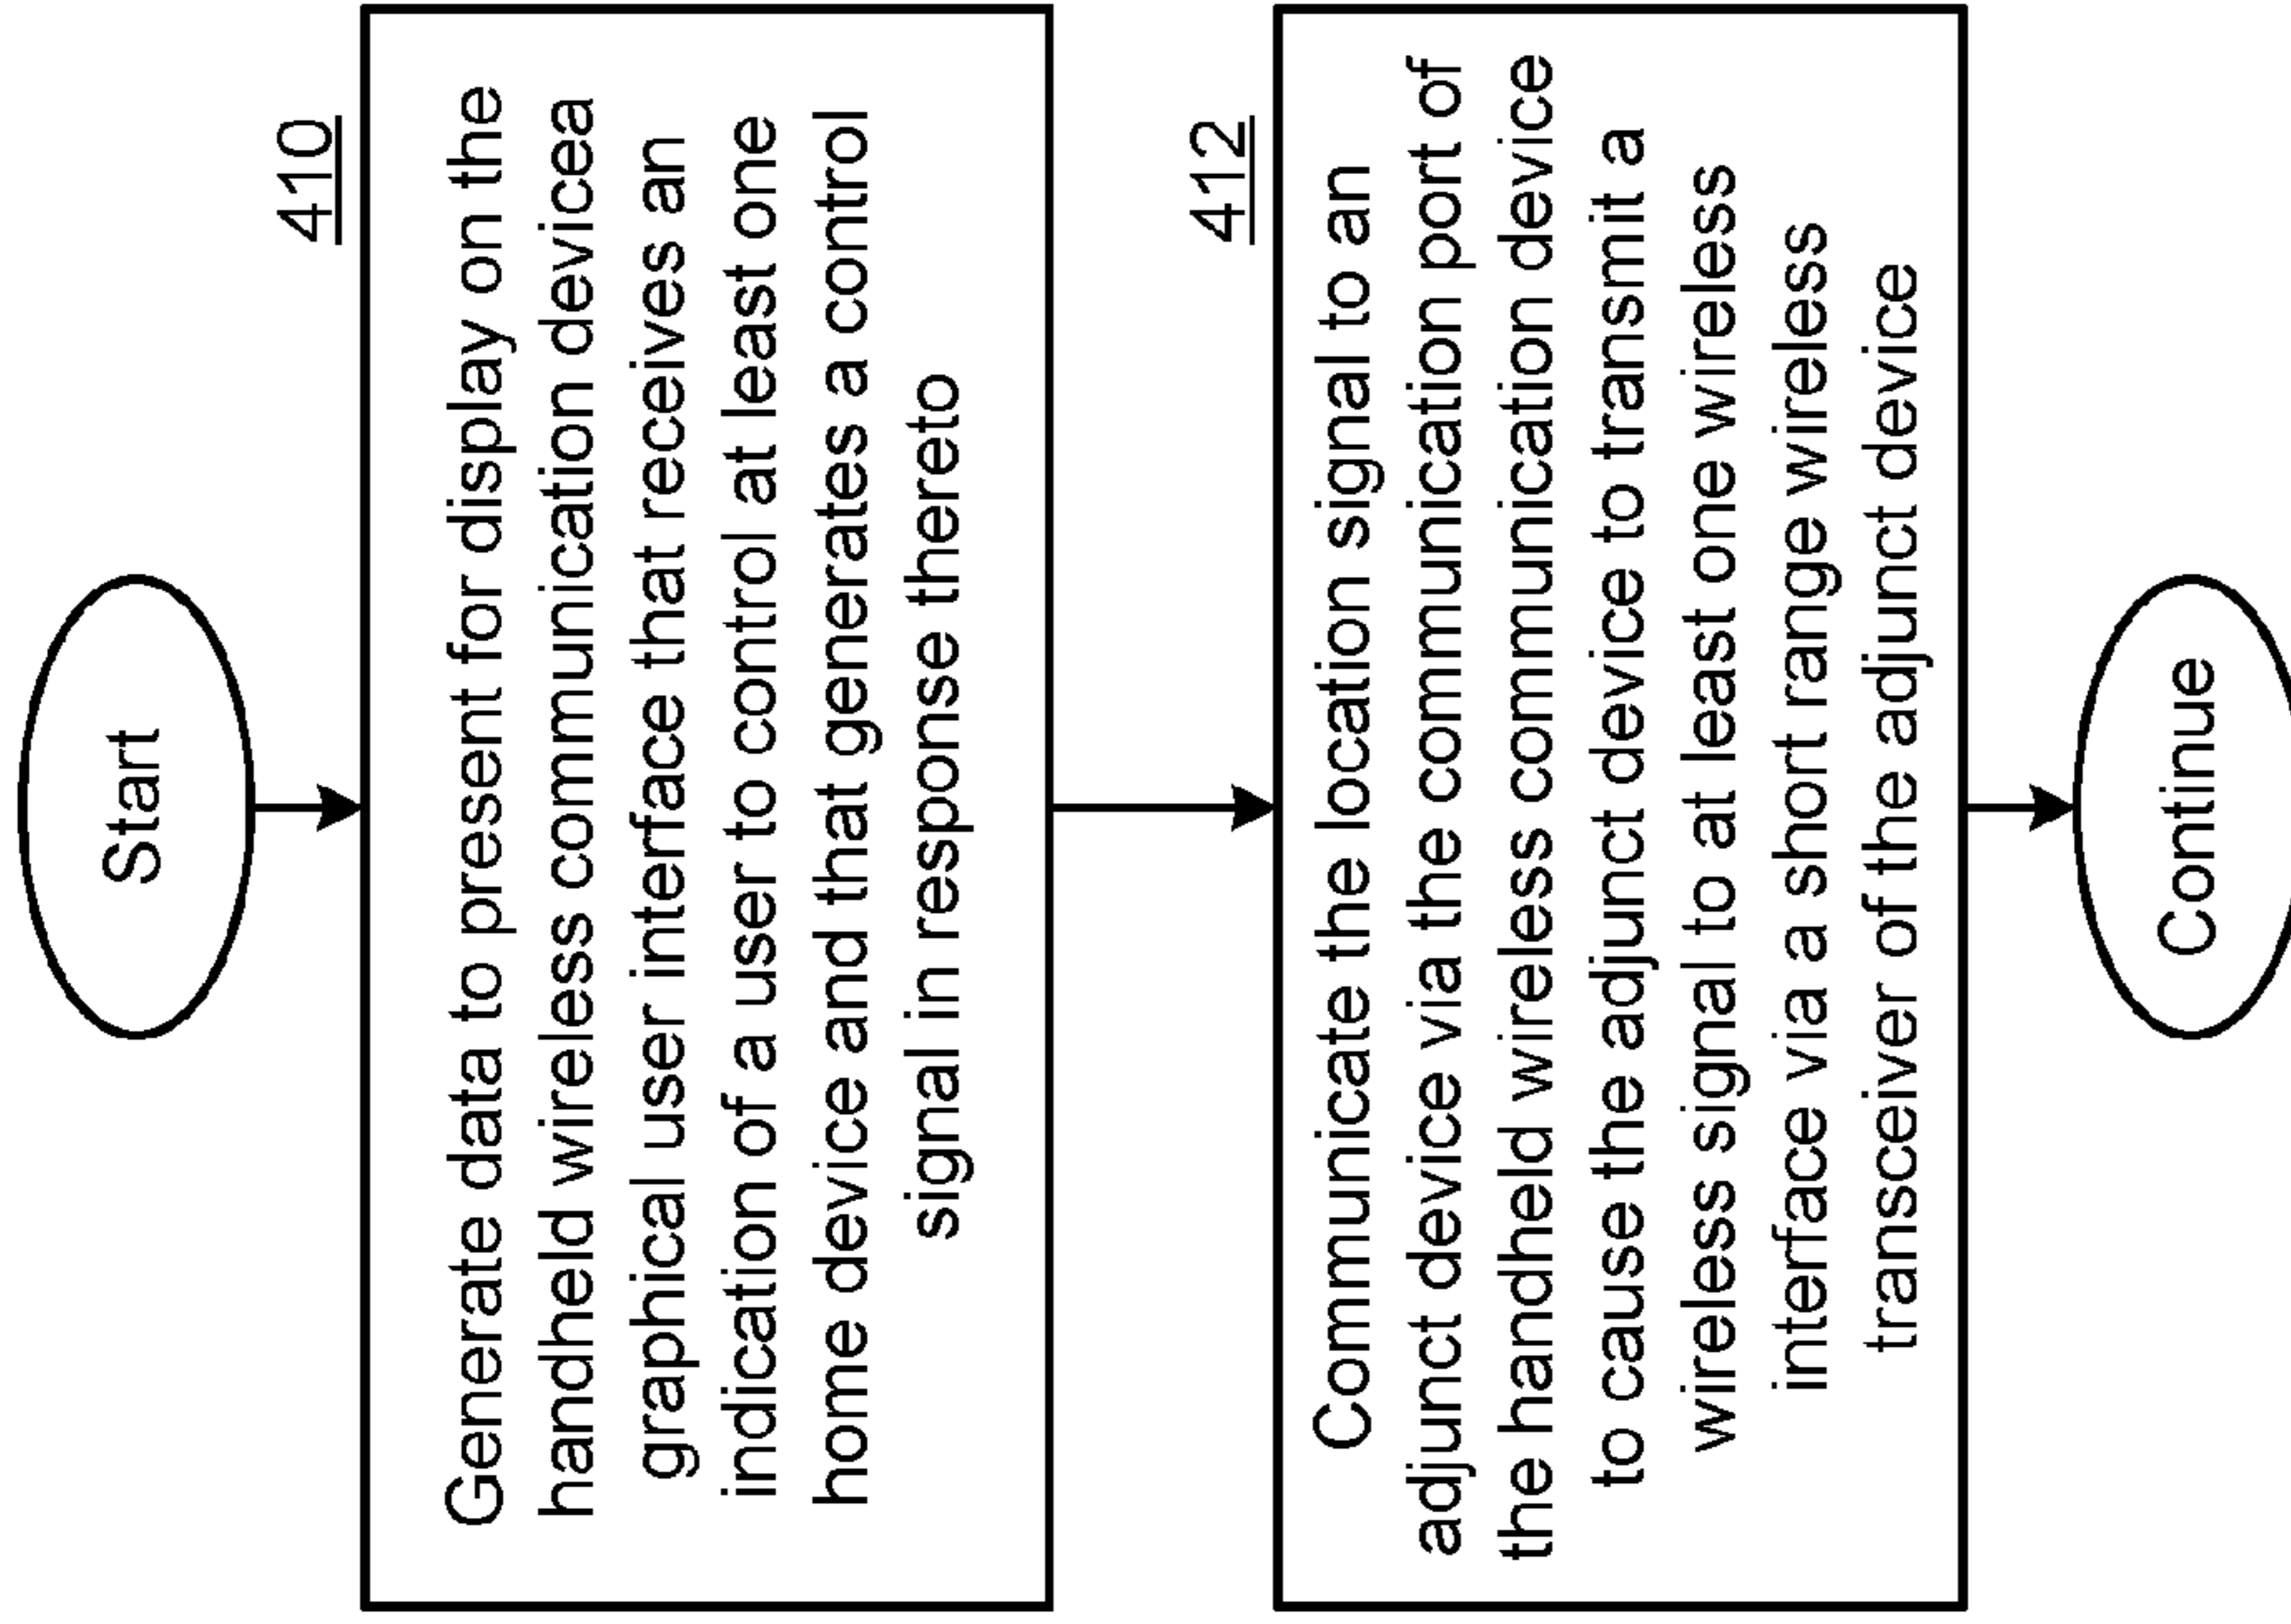 Start
410
Generate data to present for display on the
handheld wireless communication devicea
graphical user interface that receives an
indication of a user to control at least one
home device and that generates a control
signal in response thereto
412
Communicate the location signal to an
adjunct device via the communication port of
the handheld wireless communication device
to cause the adjunct device to transmit a
wireless signal to at least one wireless
interface via a short range wireless
transceiver of the adjunct device
Continue